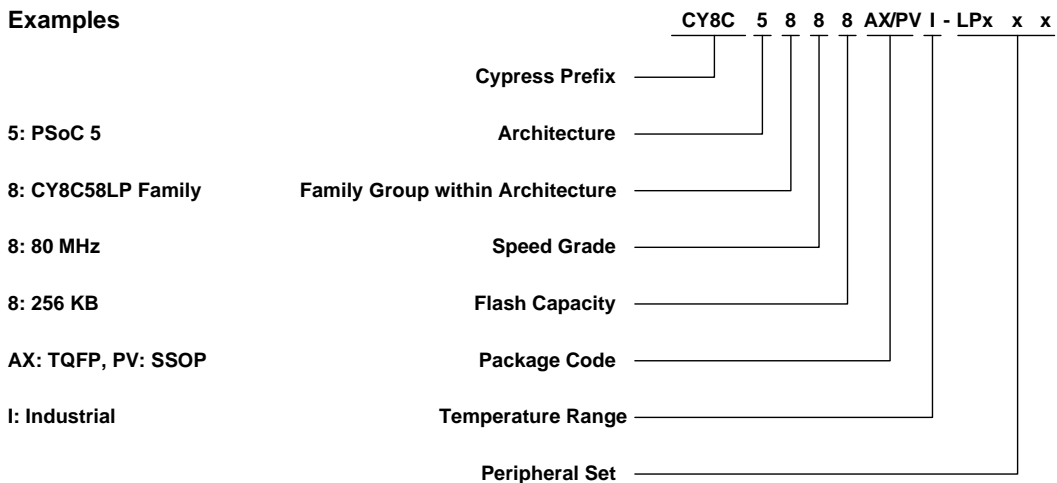 Examples CY8C 5 8 8 8 AX/PV I - LPx x x
Cypress Prefix
5: PSoC 5 Architecture
8: CY8C58LP Family Family Group within Architecture
8: 80 MHz Speed Grade
8: 256 KB Flash Capacity
AX: TQFP, PV: SSOP Package Code
I: Industrial Temperature Range
Peripheral Set